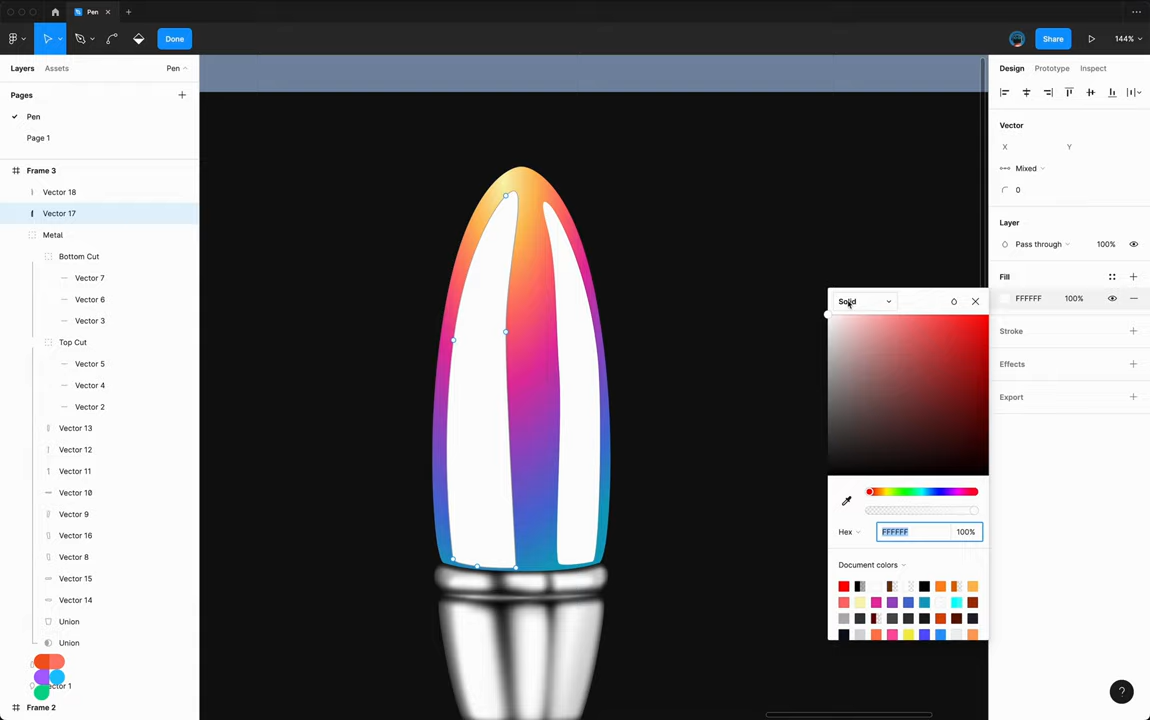 Pen
Done
Share
144%
Layers
Assets
Pen
Design
Prototype
Inspect
Pages
Pen
Page 1
Vector
X
Y
Mixed
0
Frame 3
Vector 18
Vector 17
Metal
Bottom Cut
Vector 7
Vector 6
Vector 3
Top Cut
Vector 5
Vector 4
Vector 2
Vector 13
Vector 12
Vector 11
Vector 10
Vector 9
Vector 16
Vector 8
Vector 15
Vector 14
Union
Union
Frame 2
Layer
Pass through
100%
Fill
FFFFFF
100%
Stroke
Effects
Export
Solid
Hex
FFFFFF
100%
Document colors
?